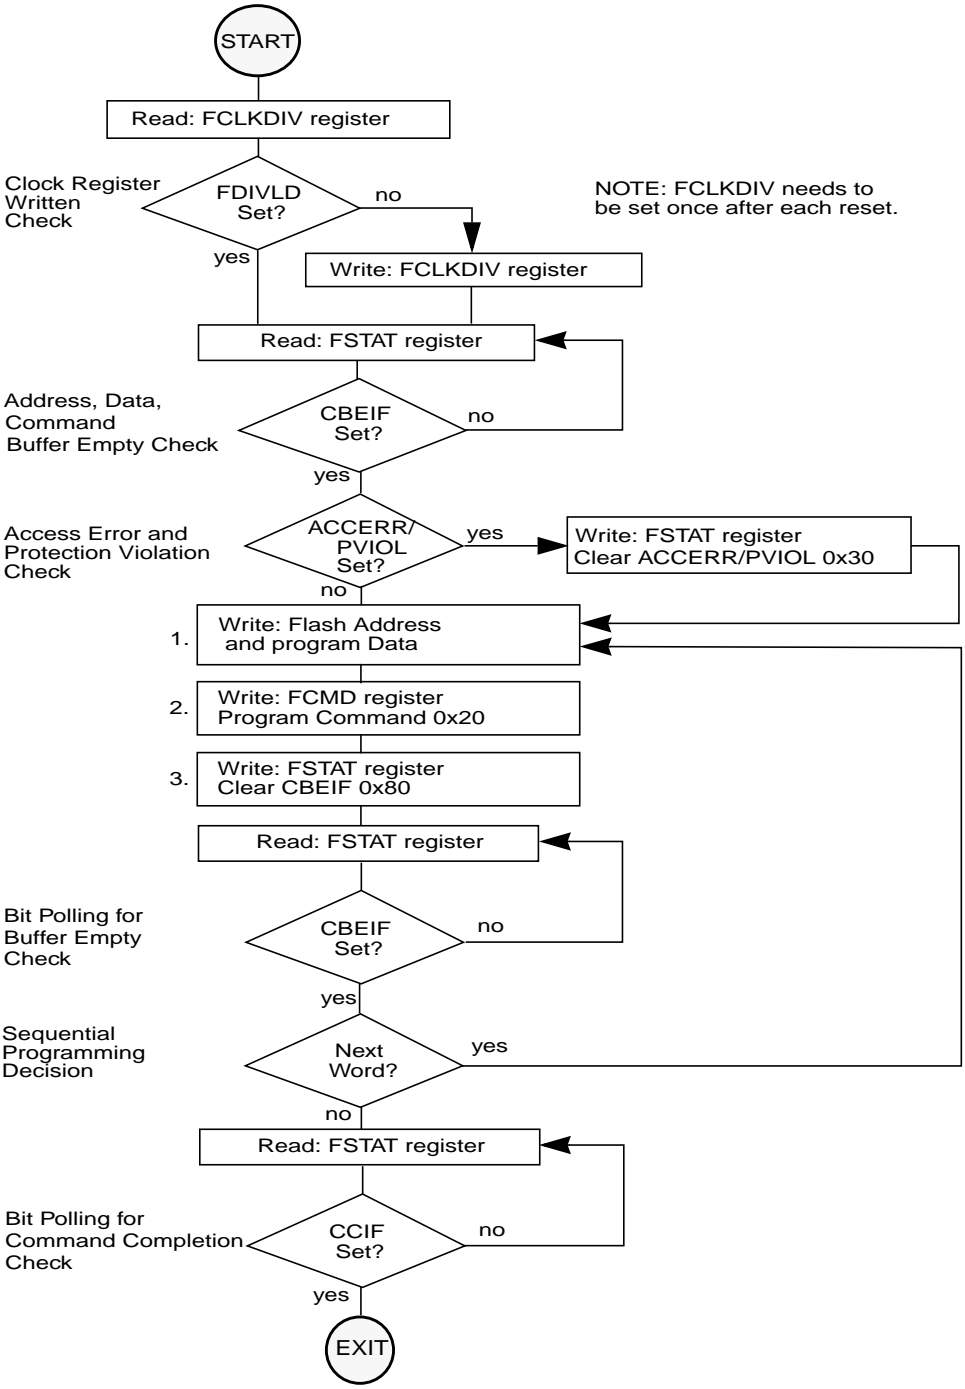 START
Read: FCLKDIV register
Clock Register
Written
Check
FDIVLD
Set?
no
yes
NOTE: FCLKDIV needs to
be set once after each reset.
Write: FCLKDIV register
Read: FSTAT register
Address, Data,
Command
Buffer Empty Check
CBEIF
Set?
no
yes
Access Error and
Protection Violation
Check
ACCERR/
PVIOL
Set?
yes
no
Write: FSTAT register
Clear ACCERR/PVIOL 0x30
1.
Write: Flash Address
and program Data
2.
Write: FCMD register
Program Command 0x20
3.
Write: FSTAT register
Clear CBEIF 0x80
Read: FSTAT register
Bit Polling for
Buffer Empty
Check
CBEIF
Set?
no
yes
Sequential
Programming
Decision
Next
Word?
yes
no
Read: FSTAT register
Bit Polling for
Command Completion
Check
CCIF
Set?
no
yes
EXIT